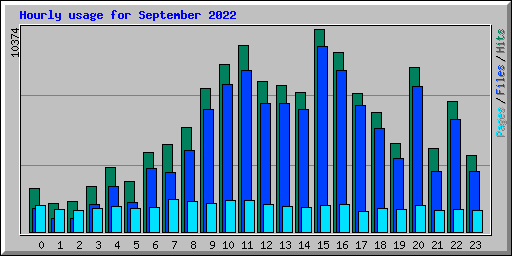 Hourly usage for September 2022
10374
Pages / Files / Hits
0 1 2 3 4 5 6 7 8 9 10 11 12 13 14 15 16 17 18 19 20 21 22 23